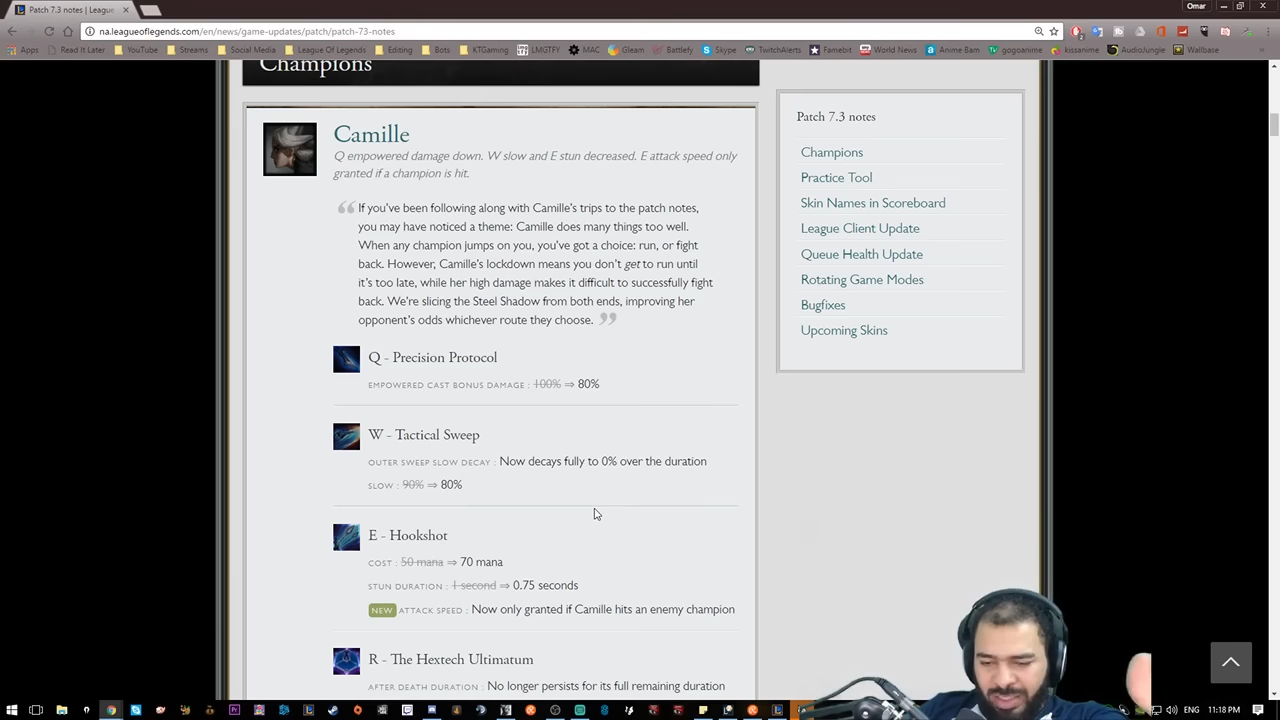 Patch 7.3 notes | League
Omar
na.leagueoflegends.com/en/news/game-updates/patch/patch-73-notes
Apps Read It Later YouTube Streams Social Media League Of Legends Editing Bots KTGaming LMGTFY MAC Gleam Battlefy Skype TwitchAlerts Famebit World News Anime Bam gogoanime kissanime AudioJungle Wallbase
Champions
Camille
Q empowered damage down. W slow and E stun decreased. E attack speed only
granted if a champion is hit.
If you've been following along with Camille's trips to the patch notes,
you may have noticed a theme: Camille does many things too well.
When any champion jumps on you, you've got a choice: run, or fight
back. However, Camille's lockdown means you don't get to run until
it's too late, while her high damage makes it difficult to successfully fight
back. We're slicing the Steel Shadow from both ends, improving her
opponent's odds whichever route they choose.
Q - Precision Protocol
EMPOWERED CAST BONUS DAMAGE : 100% ⇒ 80%
W - Tactical Sweep
OUTER SWEEP SLOW DECAY : Now decays fully to 0% over the duration
SLOW : 90% ⇒ 80%
E - Hookshot
COST : 50 mana ⇒ 70 mana
STUN DURATION : 1 second ⇒ 0.75 seconds
NEW ATTACK SPEED : Now only granted if Camille hits an enemy champion
R - The Hextech Ultimatum
AFTER DEATH DURATION : No longer persists for its full remaining duration
Patch 7.3 notes
Champions
Practice Tool
Skin Names in Scoreboard
League Client Update
Queue Health Update
Rotating Game Modes
Bugfixes
Upcoming Skins
11:18 PM